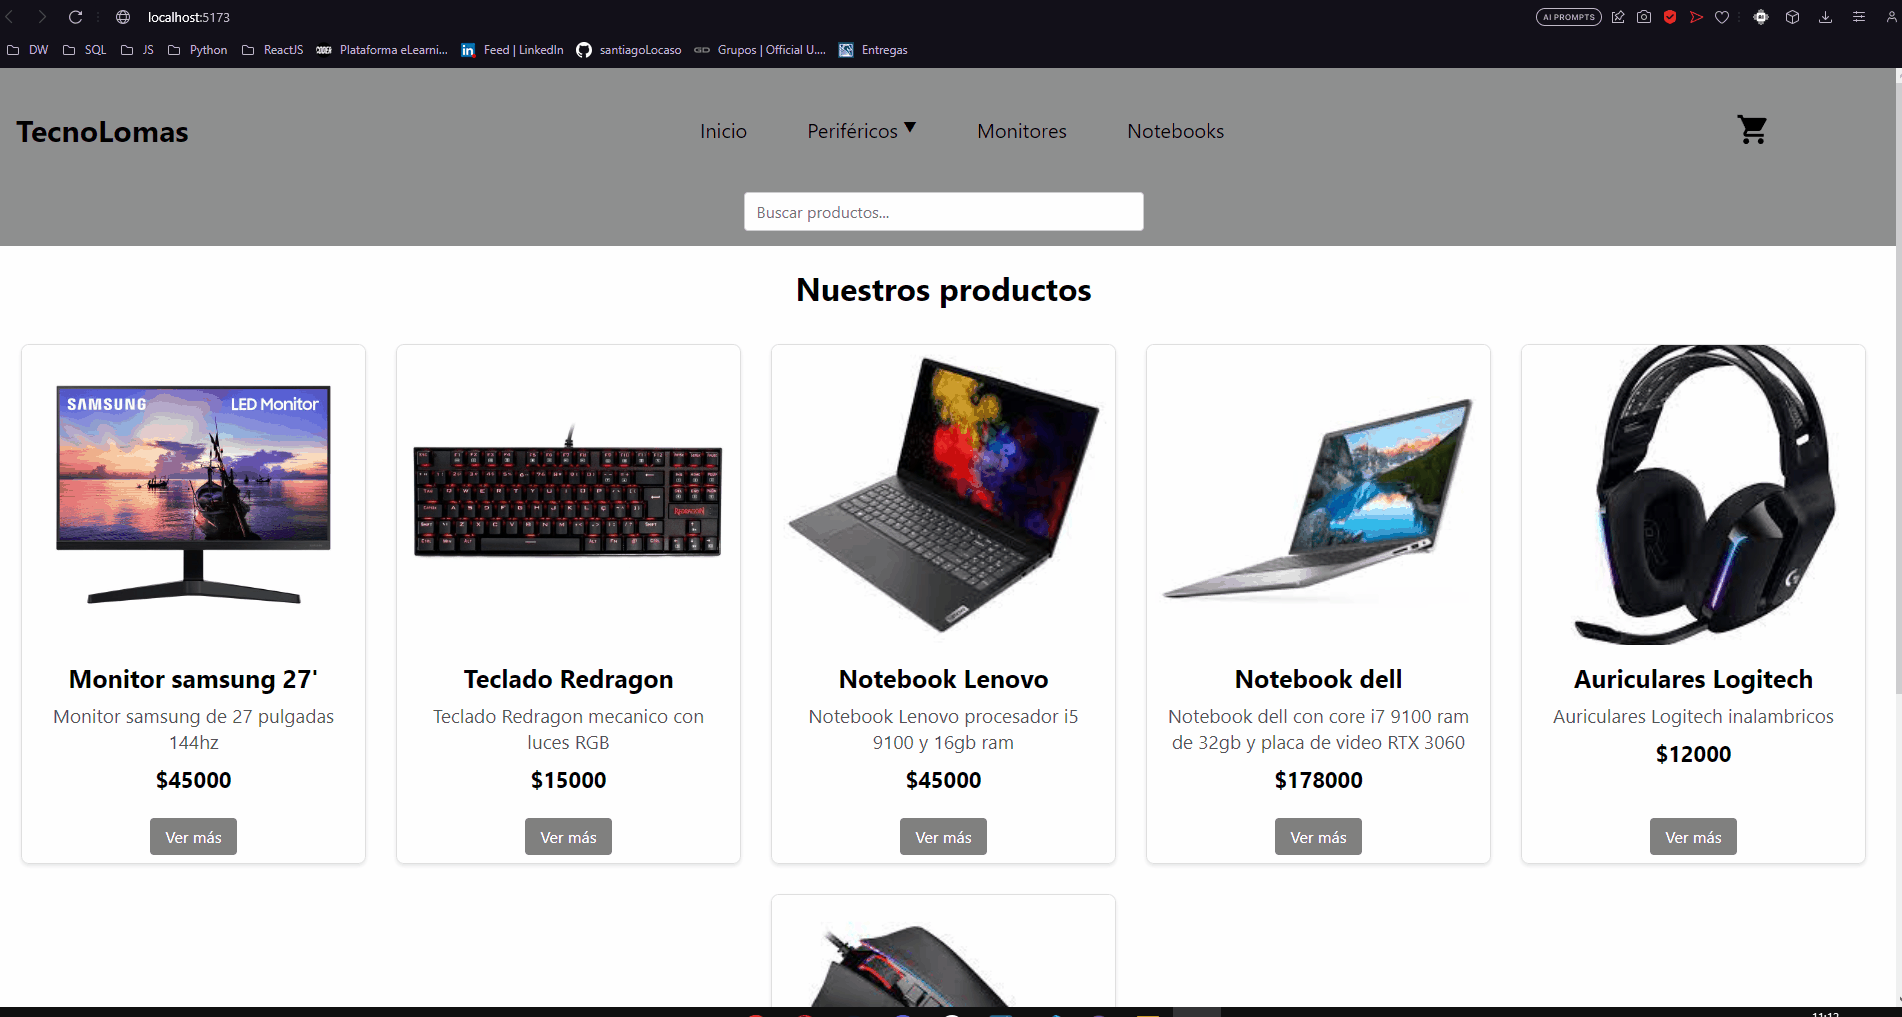 localhost:5173
AI PROMPTS
DW
SQL
JS
Python
ReactJS
Plataforma eLearni...
Feed | LinkedIn
santiagoLocaso
Grupos | Official U....
Entregas
TecnoLomas
Inicio
Periféricos ▼
Monitores
Notebooks
Buscar productos...
Nuestros productos
SAMSUNG
LED Monitor
Monitor samsung 27'
Monitor samsung de 27 pulgadas
144hz
$45000
Ver más
REDRAGON
Teclado Redragon
Teclado Redragon mecanico con
luces RGB
$15000
Ver más
Notebook Lenovo
Notebook Lenovo procesador i5
9100 y 16gb ram
$45000
Ver más
Notebook dell
Notebook dell con core i7 9100 ram
de 32gb y placa de video RTX 3060
$178000
Ver más
Auriculares Logitech
Auriculares Logitech inalambricos
$12000
Ver más